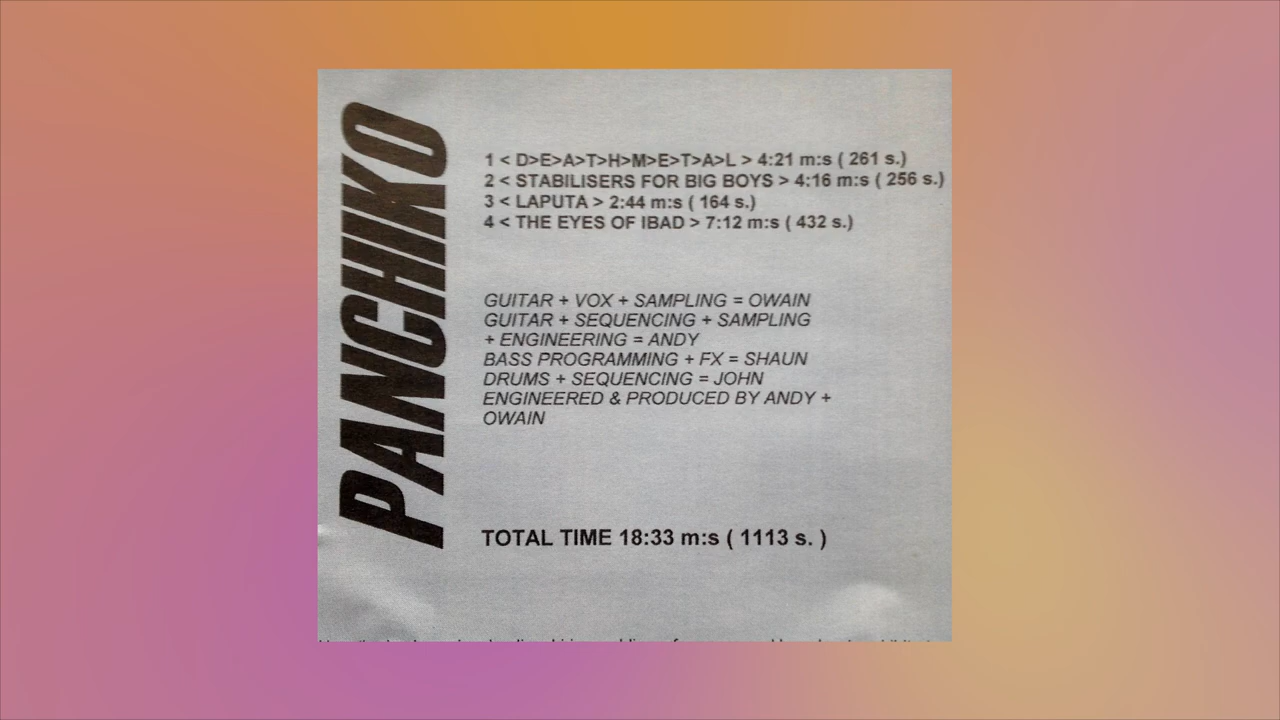 PANCHIKO
1 < D>E>A>T>H>M>E>T>A>L > 4:21 m:s ( 261 s.)
2 < STABILISERS FOR BIG BOYS > 4:16 m:s ( 256 s.)
3 < LAPUTA > 2:44 m:s ( 164 s.)
4 < THE EYES OF IBAD > 7:12 m:s ( 432 s.)
GUITAR + VOX + SAMPLING = OWAIN
GUITAR + SEQUENCING + SAMPLING
+ ENGINEERING = ANDY
BASS PROGRAMMING + FX = SHAUN
DRUMS + SEQUENCING = JOHN
ENGINEERED & PRODUCED BY ANDY +
OWAIN
TOTAL TIME 18:33 m:s ( 1113 s. )